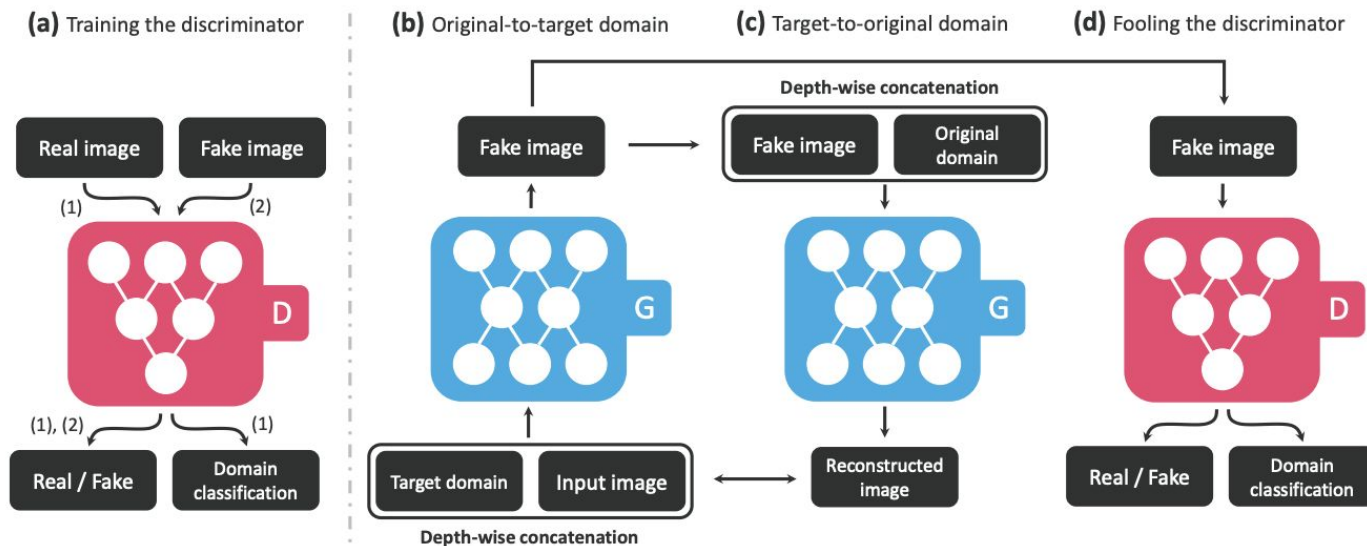 (a) Training the discriminator
Real image
Fake image
(1)
(2)
D
(1), (2)
(1)
Real / Fake
Domain
classification
(b) Original-to-target domain
Fake image
G
Target domain
Input image
Depth-wise concatenation
(c) Target-to-original domain
Depth-wise concatenation
Fake image
Original
domain
G
Reconstructed
image
(d) Fooling the discriminator
Fake image
D
Real / Fake
Domain
classification